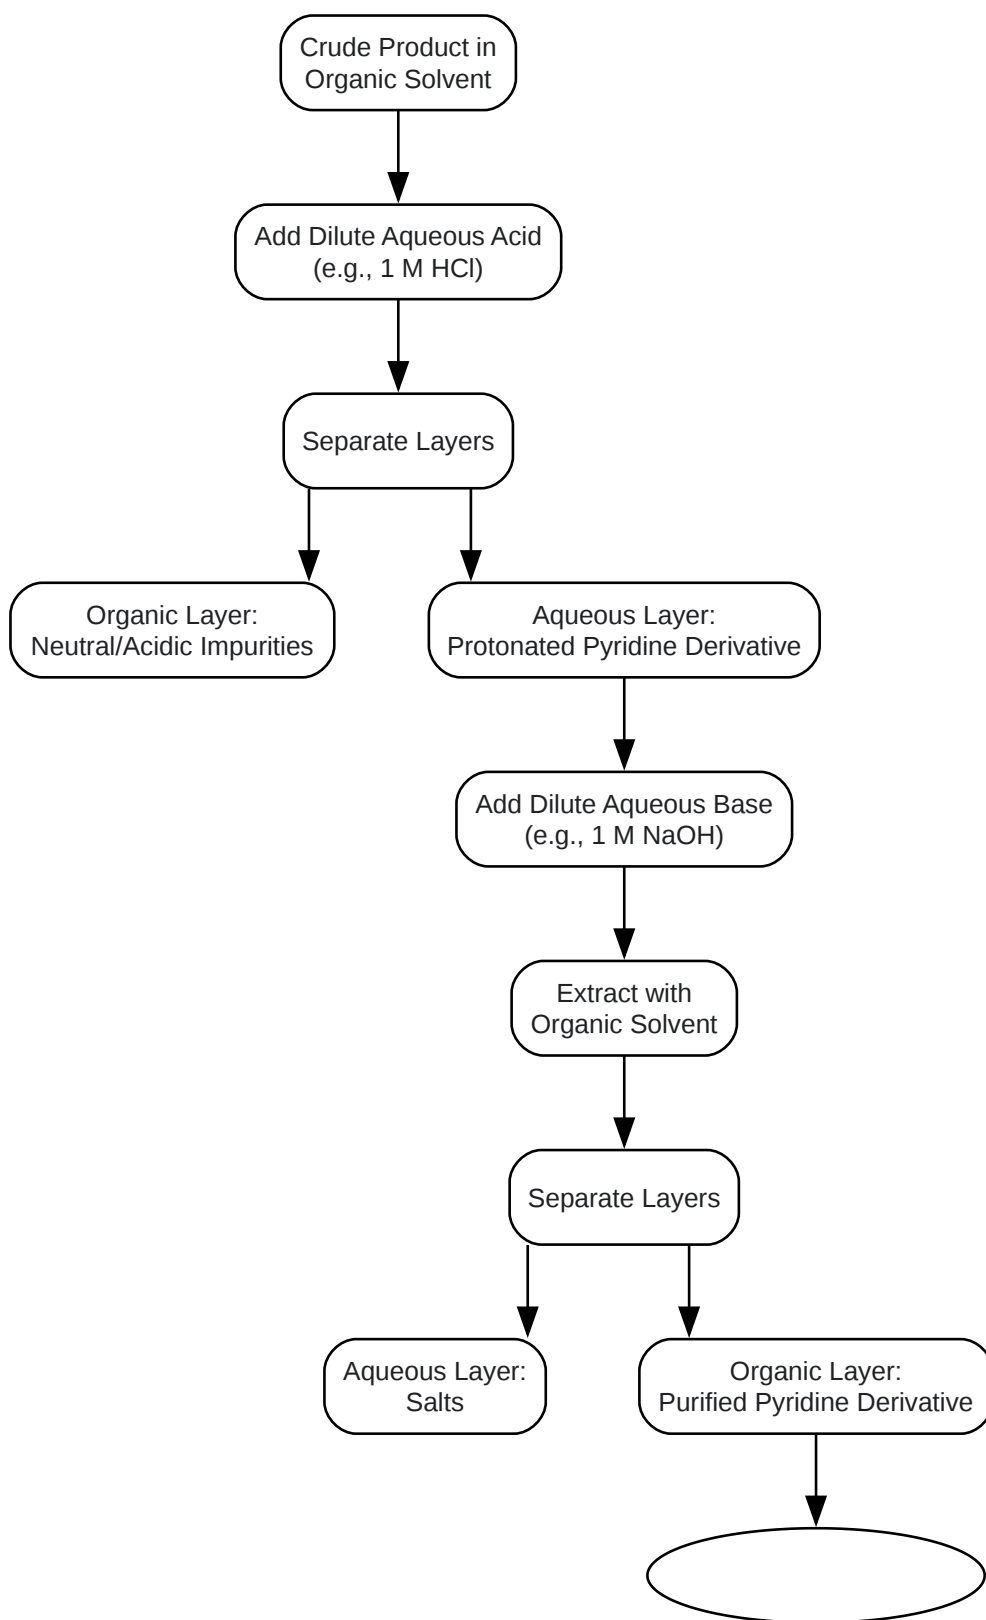 Crude Product in
Organic Solvent
Add Dilute Aqueous Acid
(e.g., 1 M HCl)
Separate Layers
Organic Layer:
Neutral/Acidic Impurities
Aqueous Layer:
Protonated Pyridine Derivative
Add Dilute Aqueous Base
(e.g., 1 M NaOH)
Extract with
Organic Solvent
Separate Layers
Aqueous Layer:
Salts
Organic Layer:
Purified Pyridine Derivative